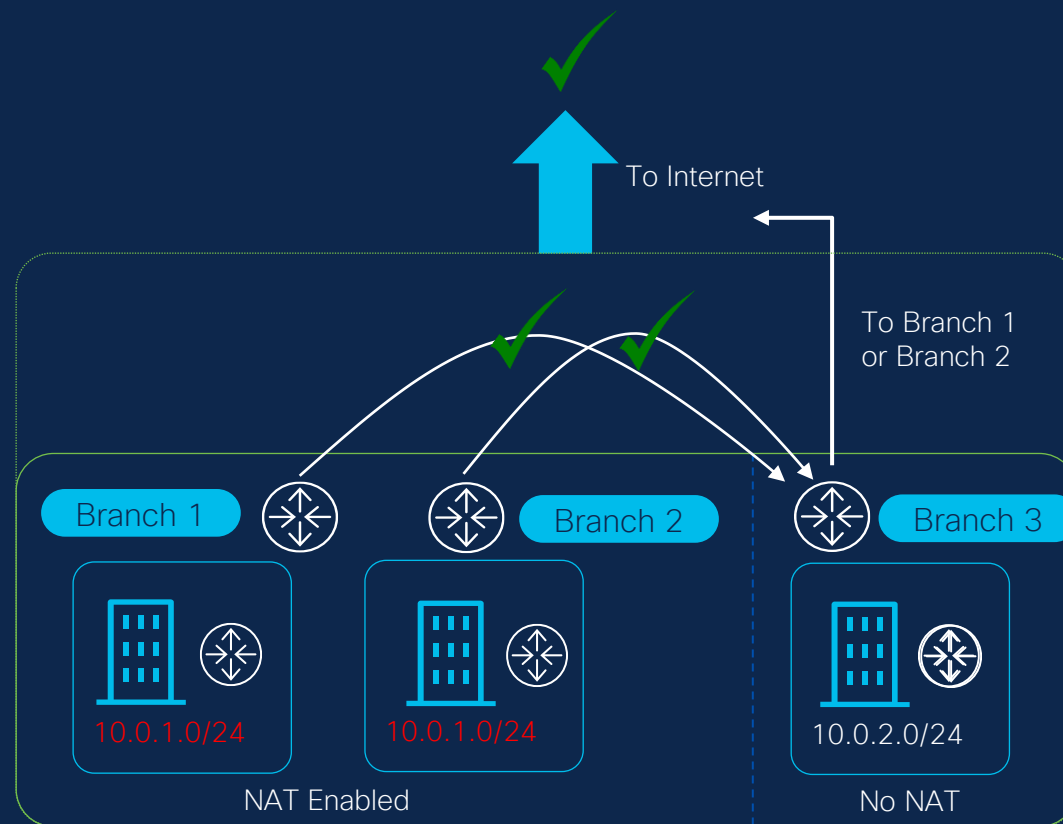 To Internet
To Branch 1
or Branch 2
Branch 1
Branch 2
Branch 3
10.0.1.0/24
10.0.1.0/24
10.0.2.0/24
NAT Enabled
No NAT